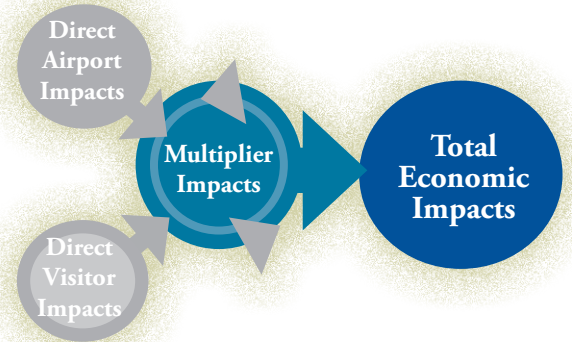 Direct
Airport
Impacts
Multiplier
Impacts
Total
Economic
Impacts
Direct
Visitor
Impacts